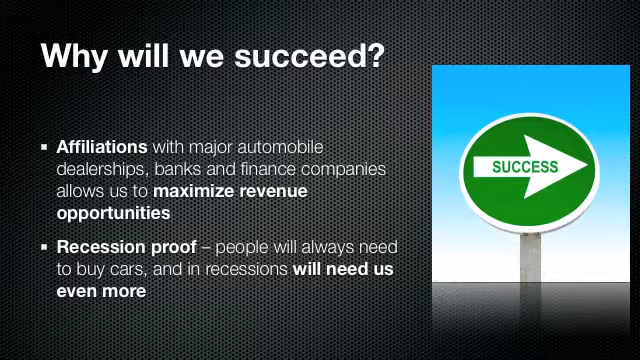 Why will we succeed?
Affiliations with major automobile
dealerships, banks and finance companies
allows us to maximize revenue
opportunities
Recession proof – people will always need
to buy cars, and in recessions will need us
even more
SUCCESS